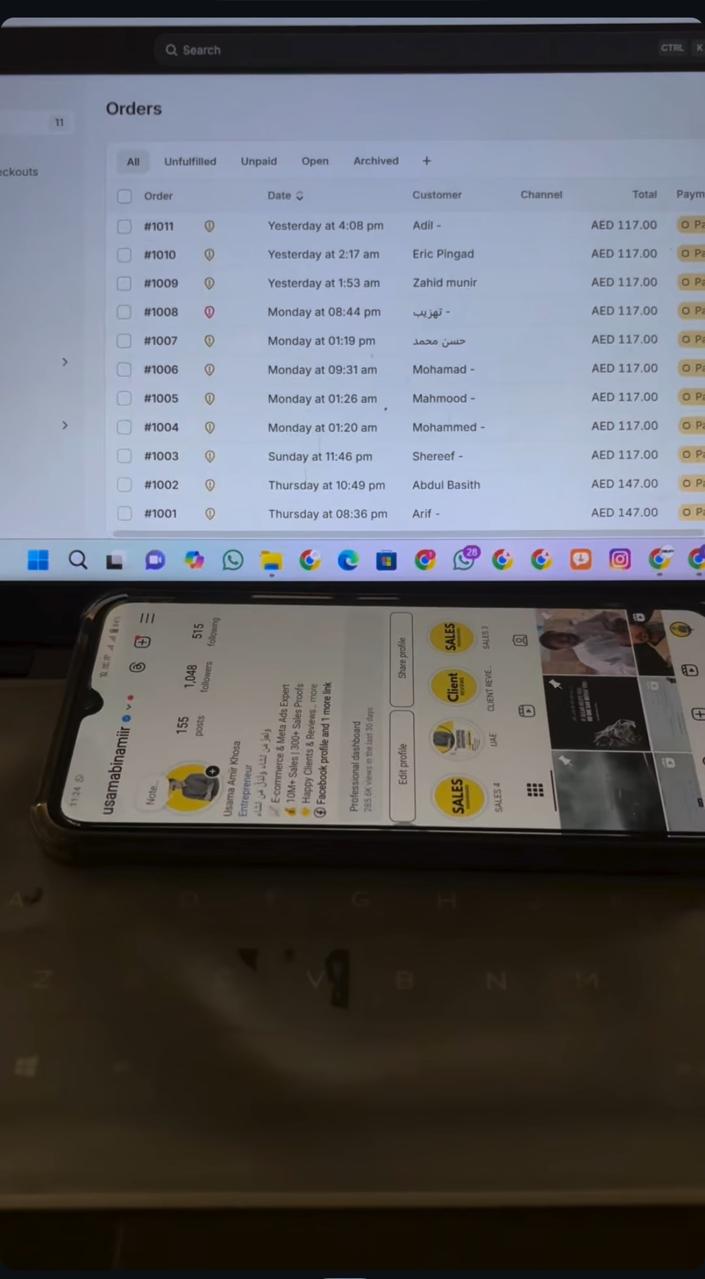 Search
CTRL K
Orders
11
eckouts
All Unfulfilled Unpaid Open Archived +
Order Date Customer Channel Total Paym
#1011 Yesterday at 4:08 pm Adil - AED 117.00 Pa
#1010 Yesterday at 2:17 am Eric Pingad AED 117.00 Pa
#1009 Yesterday at 1:53 am Zahid munir AED 117.00 Pa
#1008 Monday at 08:44 pm تهزيب - AED 117.00 Pa
#1007 Monday at 01:19 pm حسن محمد AED 117.00 Pa
#1006 Monday at 09:31 am Mohamad - AED 117.00 Pa
#1005 Monday at 01:26 am Mahmood - AED 117.00 Pa
#1004 Monday at 01:20 am Mohammed - AED 117.00 Pa
#1003 Sunday at 11:46 pm Shereef - AED 117.00 Pa
#1002 Thursday at 10:49 pm Abdul Basith AED 147.00 Pa
#1001 Thursday at 08:36 pm Arif - AED 147.00 Pa
28
11:24
usamabinamiir
Note...
155 posts
1,048 followers
515 following
Usama Amir Khosa
Entrepreneur
وتعز من تشاء وتذل من تشاء
E-commerce & Meta Ads Expert
10M+ Sales | 300+ Sales Proofs
Happy Clients & Reviews... more
Facebook profile and 1 more link
Professional dashboard
285.6K views in the last 30 days.
Edit profile Share profile
SALES Client SALES
SALES 4 UAE CLIENT REVIE... SALES 3
A D G H
Z V B N M